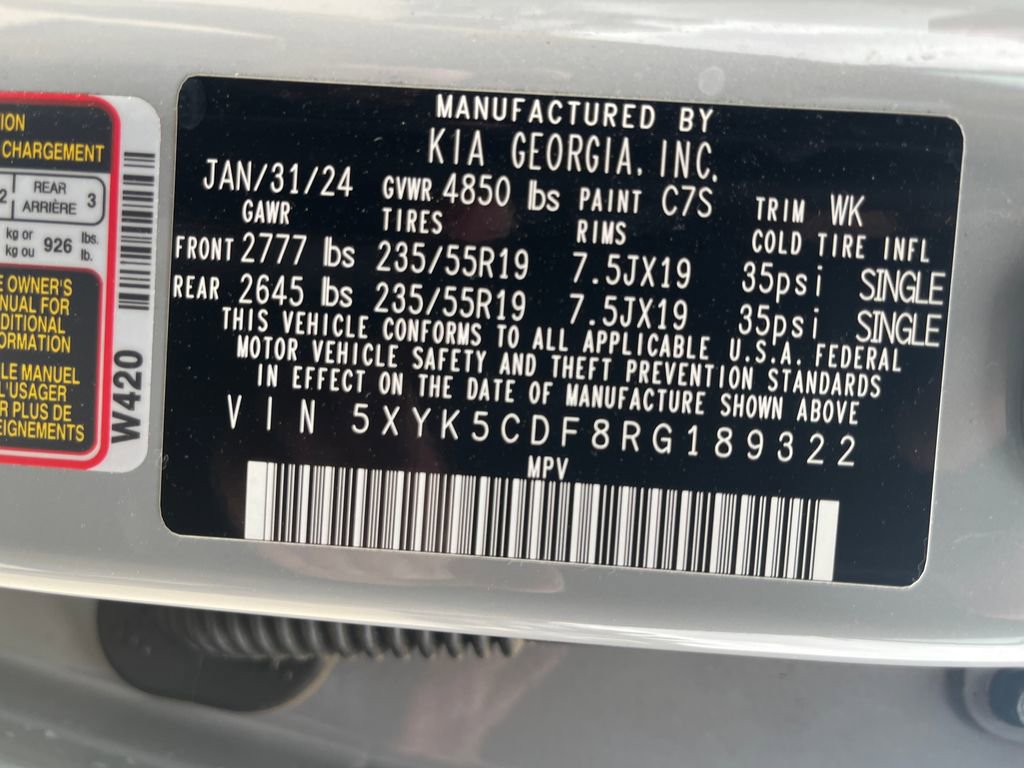 ION
CHARGEMENT
2 REAR ARRIÈRE 3
kg or kg ou 926 lbs. lb.
E OWNER'S
NUAL FOR
DITIONAL
ORMATION
LE MANUEL
L'USAGER
R PLUS DE
EIGNEMENTS
W420
MANUFACTURED BY
KIA GEORGIA, INC.
JAN/31/24 GVWR 4850 lbs PAINT C7S TRIM WK
GAWR TIRES RIMS COLD TIRE INFL
FRONT 2777 lbs 235/55R19 7.5JX19 35psi SINGLE
REAR 2645 lbs 235/55R19 7.5JX19 35psi SINGLE
THIS VEHICLE CONFORMS TO ALL APPLICABLE U.S.A. FEDERAL
MOTOR VEHICLE SAFETY AND THEFT PREVENTION STANDARDS
IN EFFECT ON THE DATE OF MANUFACTURE SHOWN ABOVE
VIN 5XYK5CDF8RG189322
MPV